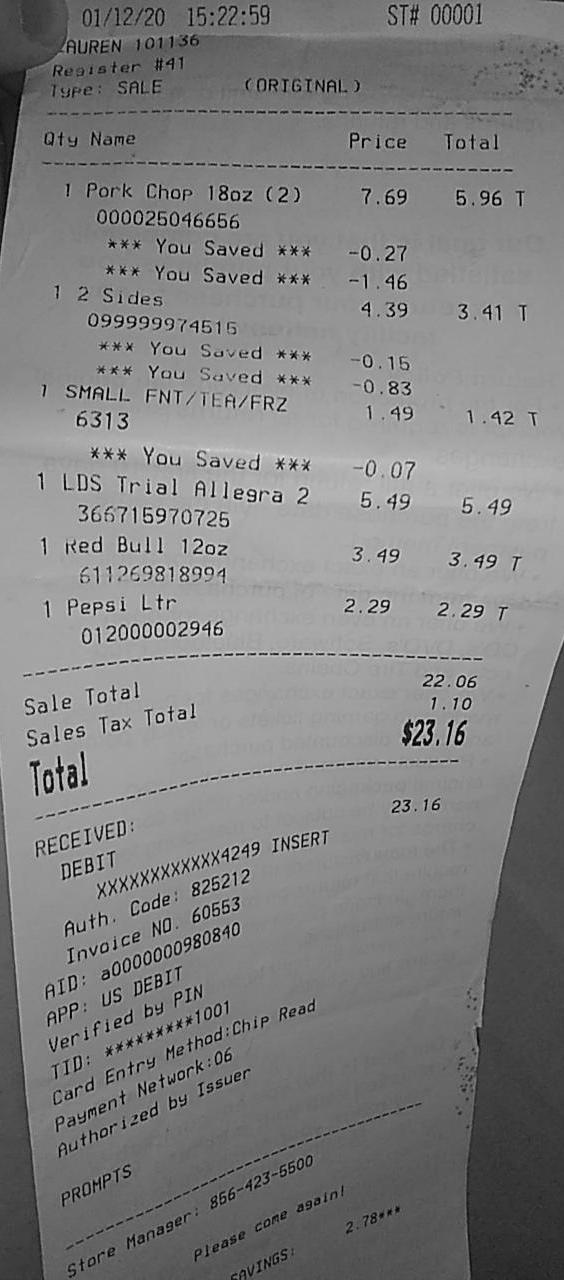 01/12/20 15:22:59 ST# 00001
LAUREN 101136
Register #41
Type: SALE (ORIGINAL)
Qty Name Price Total
1 Pork Chop 18oz (2) 7.69 5.96 T
000025046656
*** You Saved *** -0.27
*** You Saved *** -1.46
1 2 Sides 4.39 3.41 T
099999974515
*** You Saved *** -0.15
*** You Saved *** -0.83
1 SMALL FNT/TEA/FRZ 1.49 1.42 T
6313
*** You Saved *** -0.07
1 LDS Trial Allegra 2 5.49 5.49
366715970725
1 Red Bull 12oz 3.49 3.49 T
611269818994
1 Pepsi Ltr 2.29 2.29 T
012000002946
Sale Total 22.06
Sales Tax Total 1.10
Total $23.16
RECEIVED: 23.16
DEBIT
XXXXXXXXXXXX4249 INSERT
Auth. Code: 825212
Invoice NO. 60553
AID: a0000000980840
APP: US DEBIT
Verified by PIN
TID: *********1001
Card Entry Method:Chip Read
Payment Network:06
Authorized by Issuer
PROMPTS
Store Manager: 856-423-5500
Please come again!
SAVINGS: 2.78***